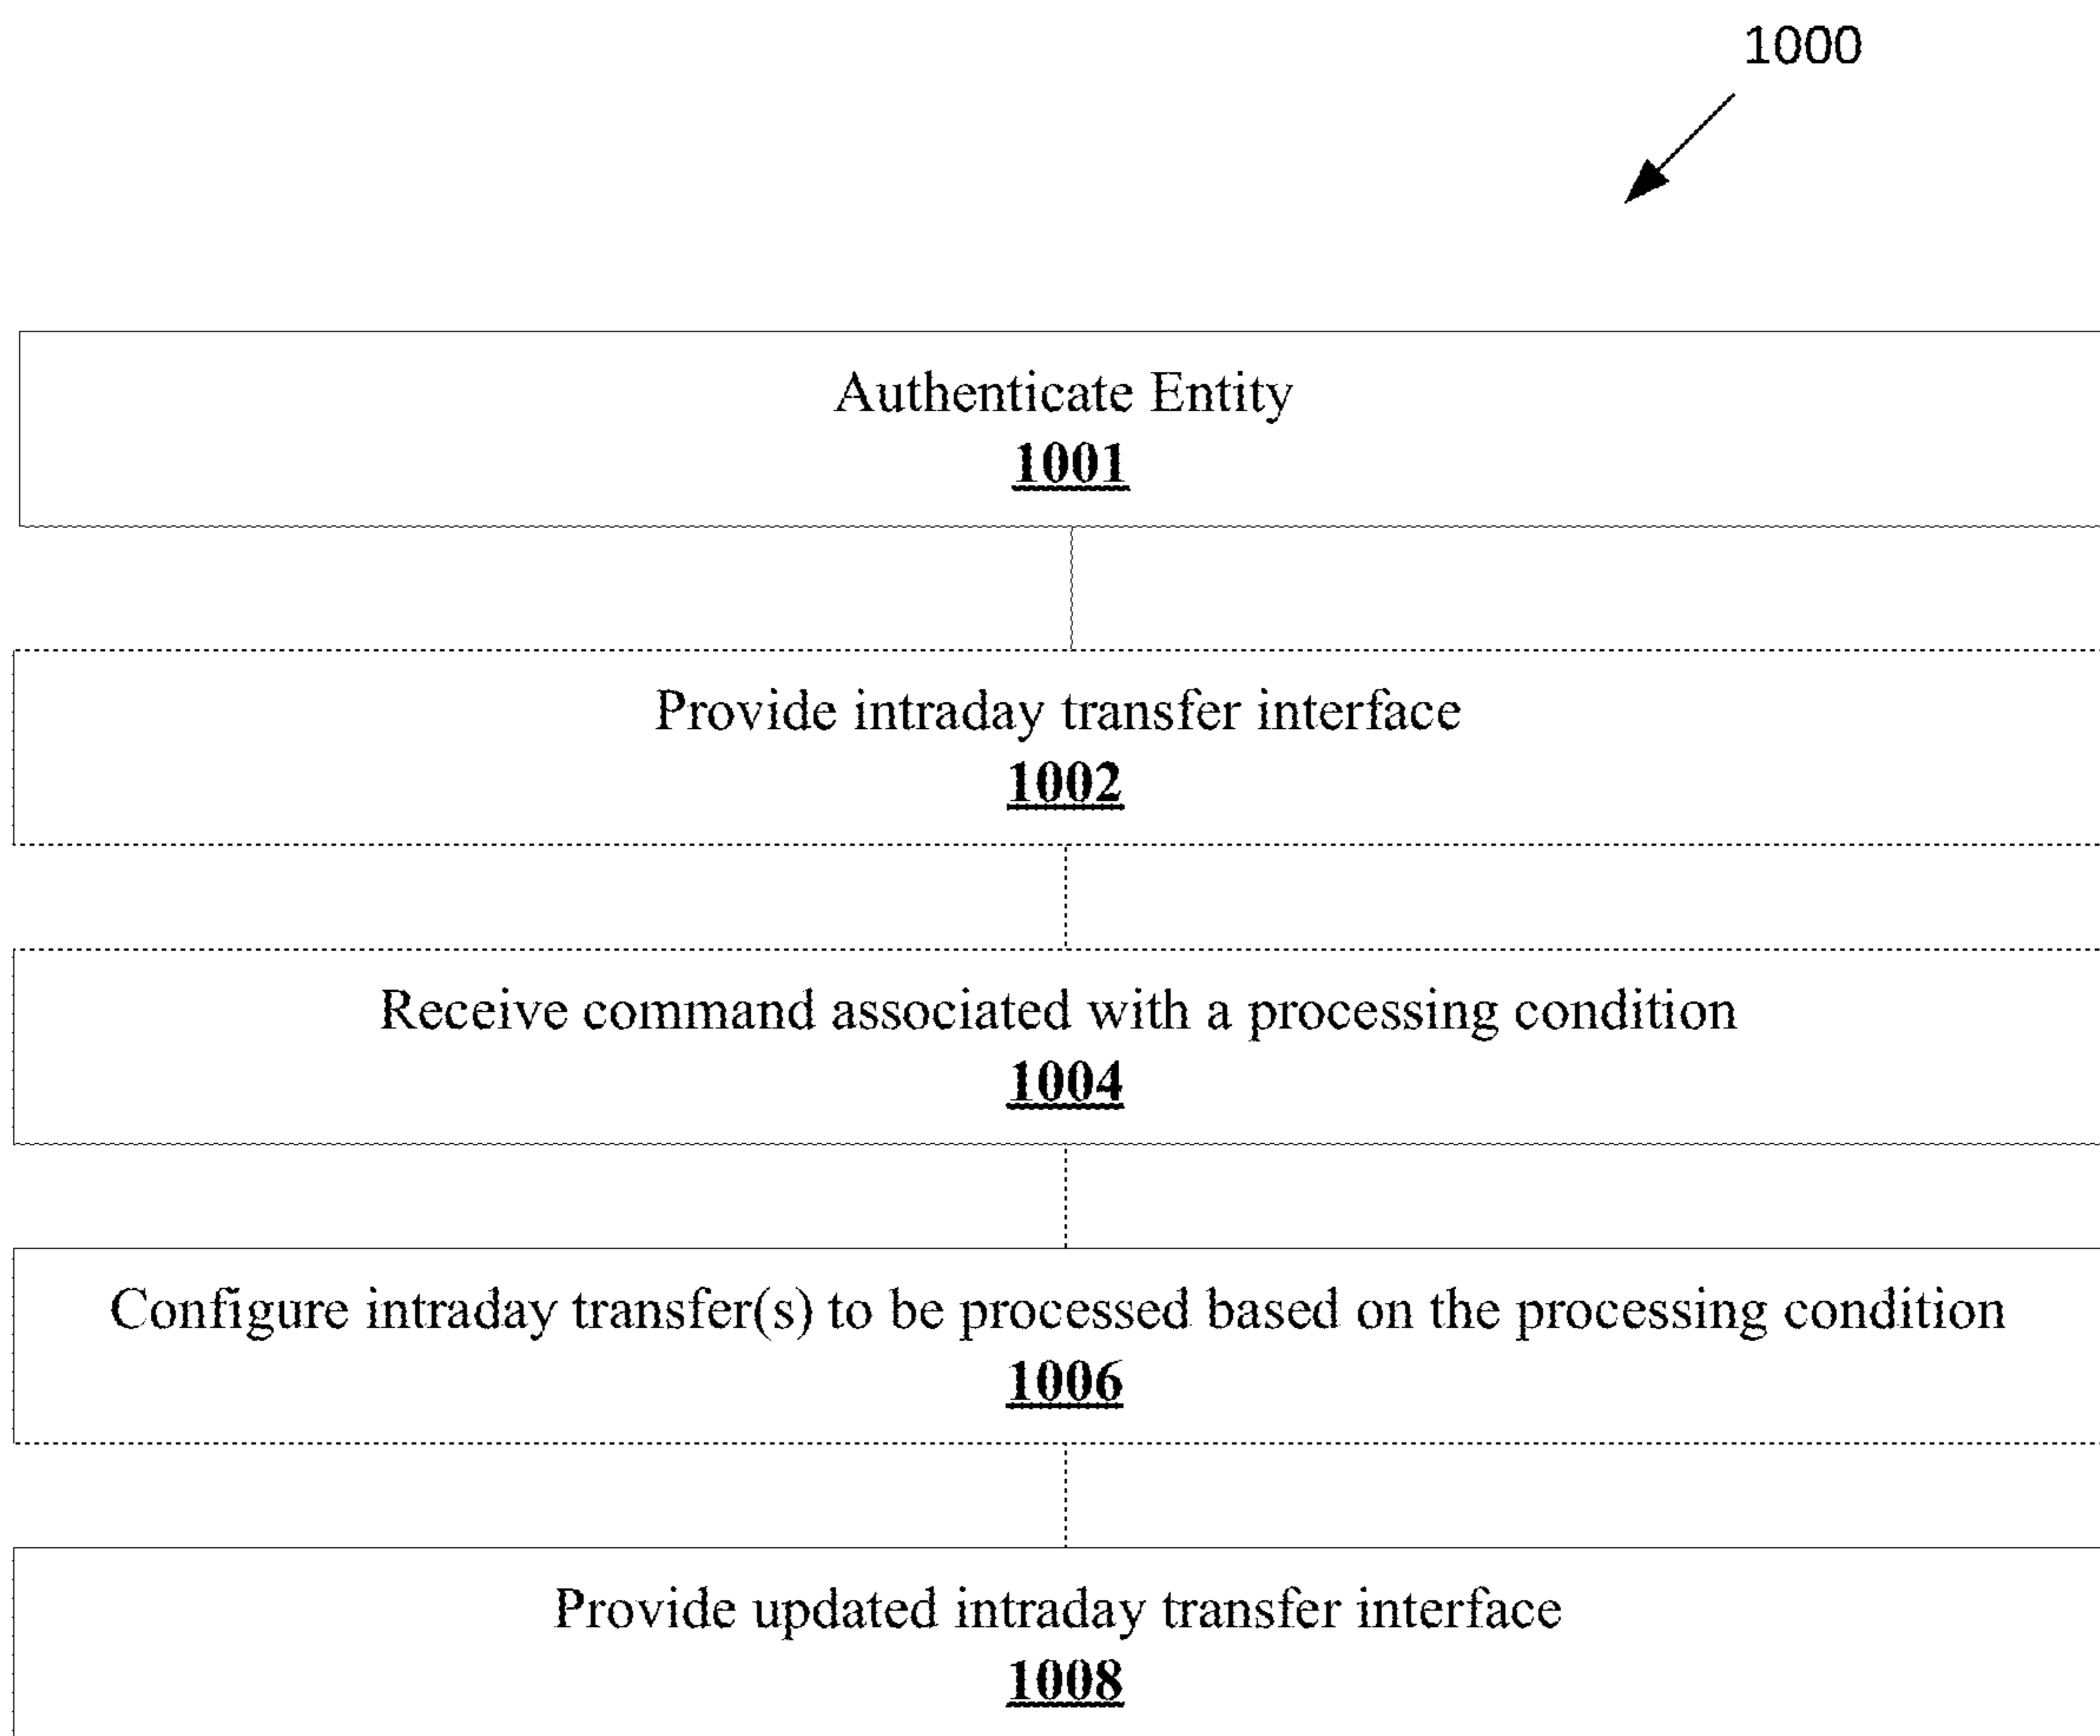 1000
Authenticate Entity
1001
Provide intraday transfer interface
1002
Receive command associated with a processing condition
1004
Configure intraday transfer(s) to be processed based on the processing condition
1006
Provide updated intraday transfer interface
1008